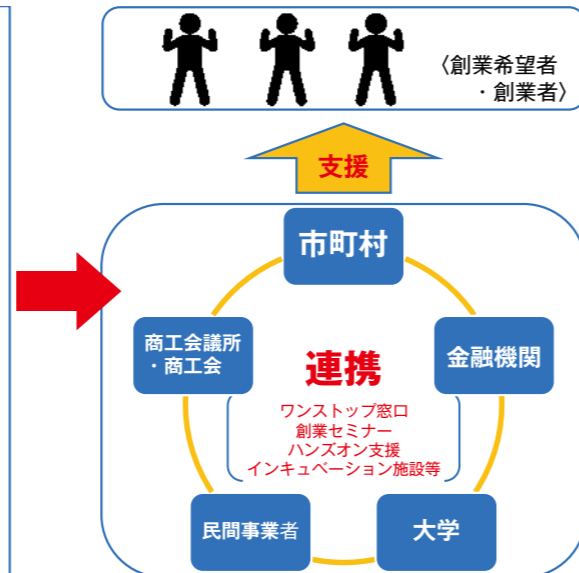 〈創業希望者
・創業者〉
支援
市町村
商工会議所
・商工会
金融機関
連携
ワンストップ窓口
創業セミナー
ハンズオン支援
インキュベーション施設等
民間事業者
大学